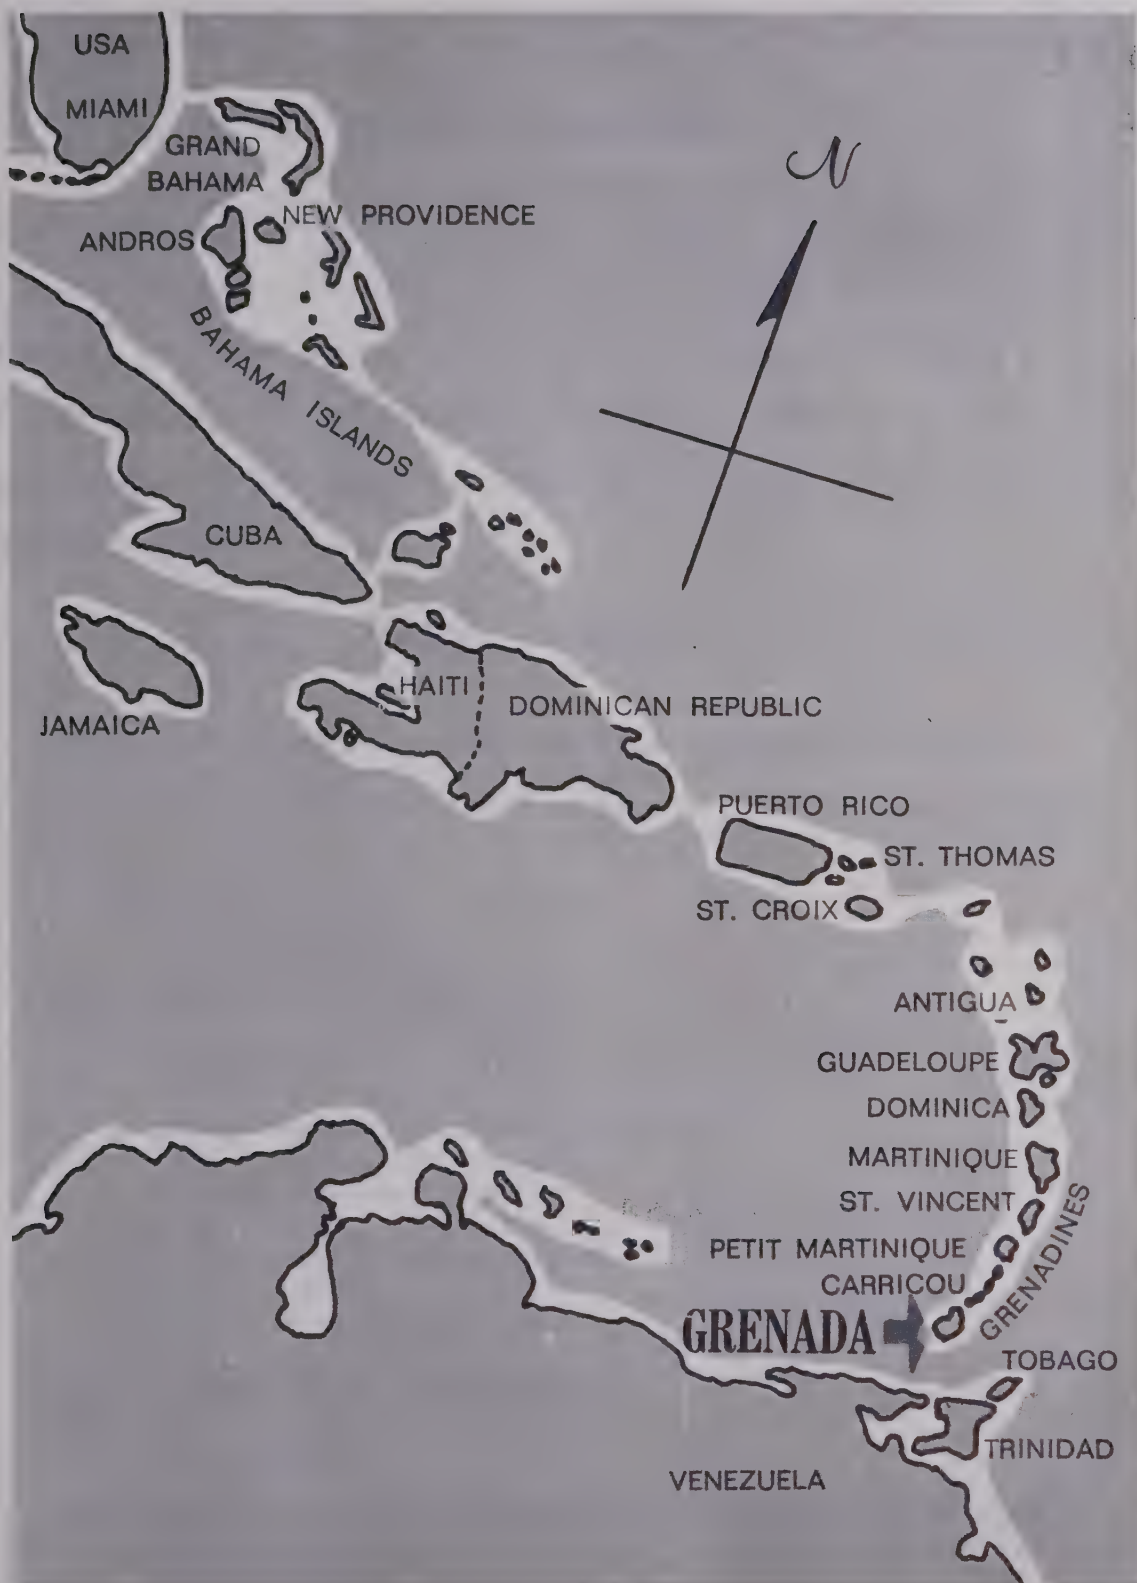 USA
MIAMI
GRAND
BAHAMA
N
NEW PROVIDENCE
ANDROS
BAHAMA ISLANDS
CUBA
HAITI
DOMINICAN REPUBLIC
JAMAICA
PUERTO RICO
ST. THOMAS
ST. CROIX
ANTIGUA
GUADELOUPE
DOMINICA
MARTINIQUE
ST. VINCENT
GRENADINES
PETIT MARTINIQUE
CARRICOU
GRENADA
TOBAGO
TRINIDAD
VENEZUELA